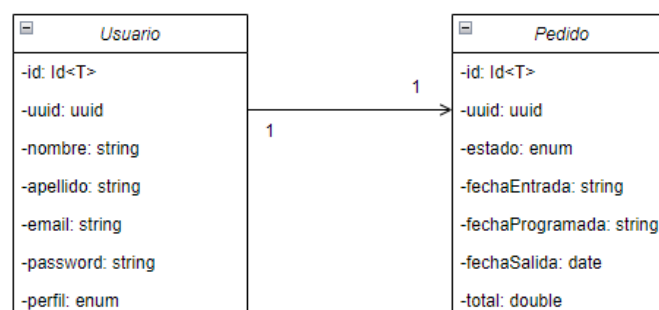 Usuario
-id: Id<T>
-uuid: uuid
-nombre: string
-apellido: string
-email: string
-password: string
-perfil: enum
1
1
Pedido
-id: Id<T>
-uuid: uuid
-estado: enum
-fechaEntrada: string
-fechaProgramada: string
-fechaSalida: date
-total: double